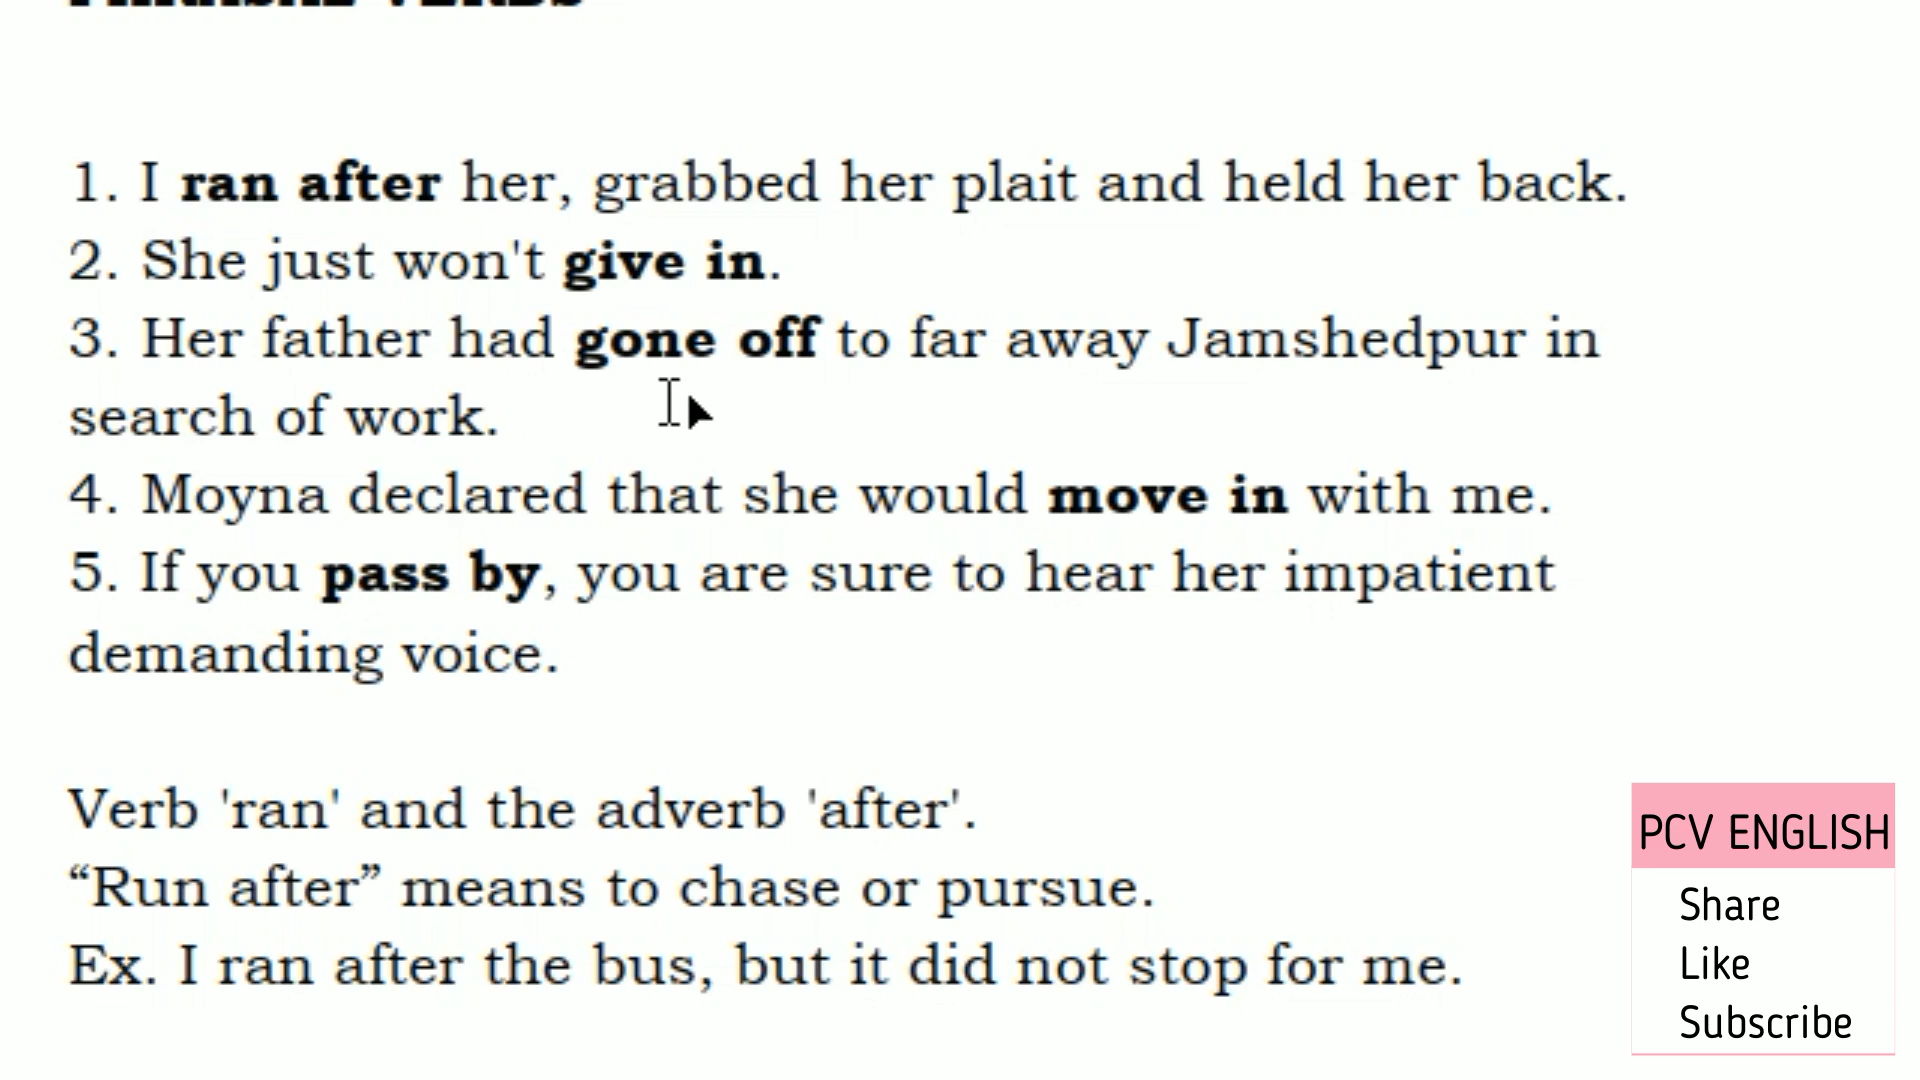 VERBS
1. I ran after her, grabbed her plait and held her back.
2. She just won't give in.
3. Her father had gone off to far away Jamshedpur in
search of work.
4. Moyna declared that she would move in with me.
5. If you pass by, you are sure to hear her impatient
demanding voice.
Verb 'ran' and the adverb 'after'.
“Run after” means to chase or pursue.
Ex. I ran after the bus, but it did not stop for me.
PCV ENGLISH
Share
Like
Subscribe